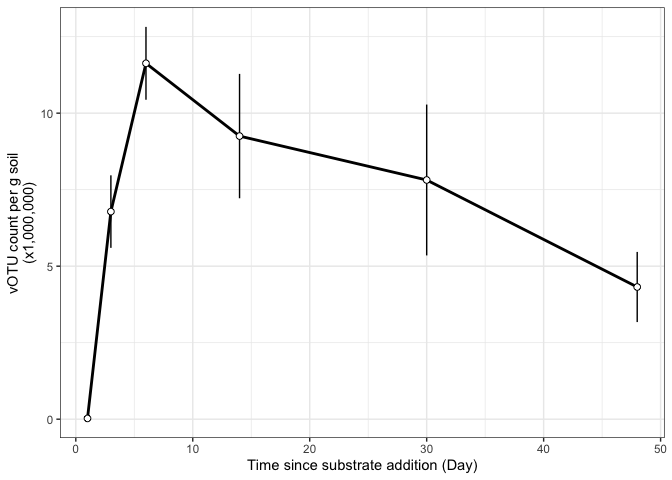 10
5
0
vOTU count per g soil
(x1,000,000)
0 10 20 30 40 50
Time since substrate addition (Day)